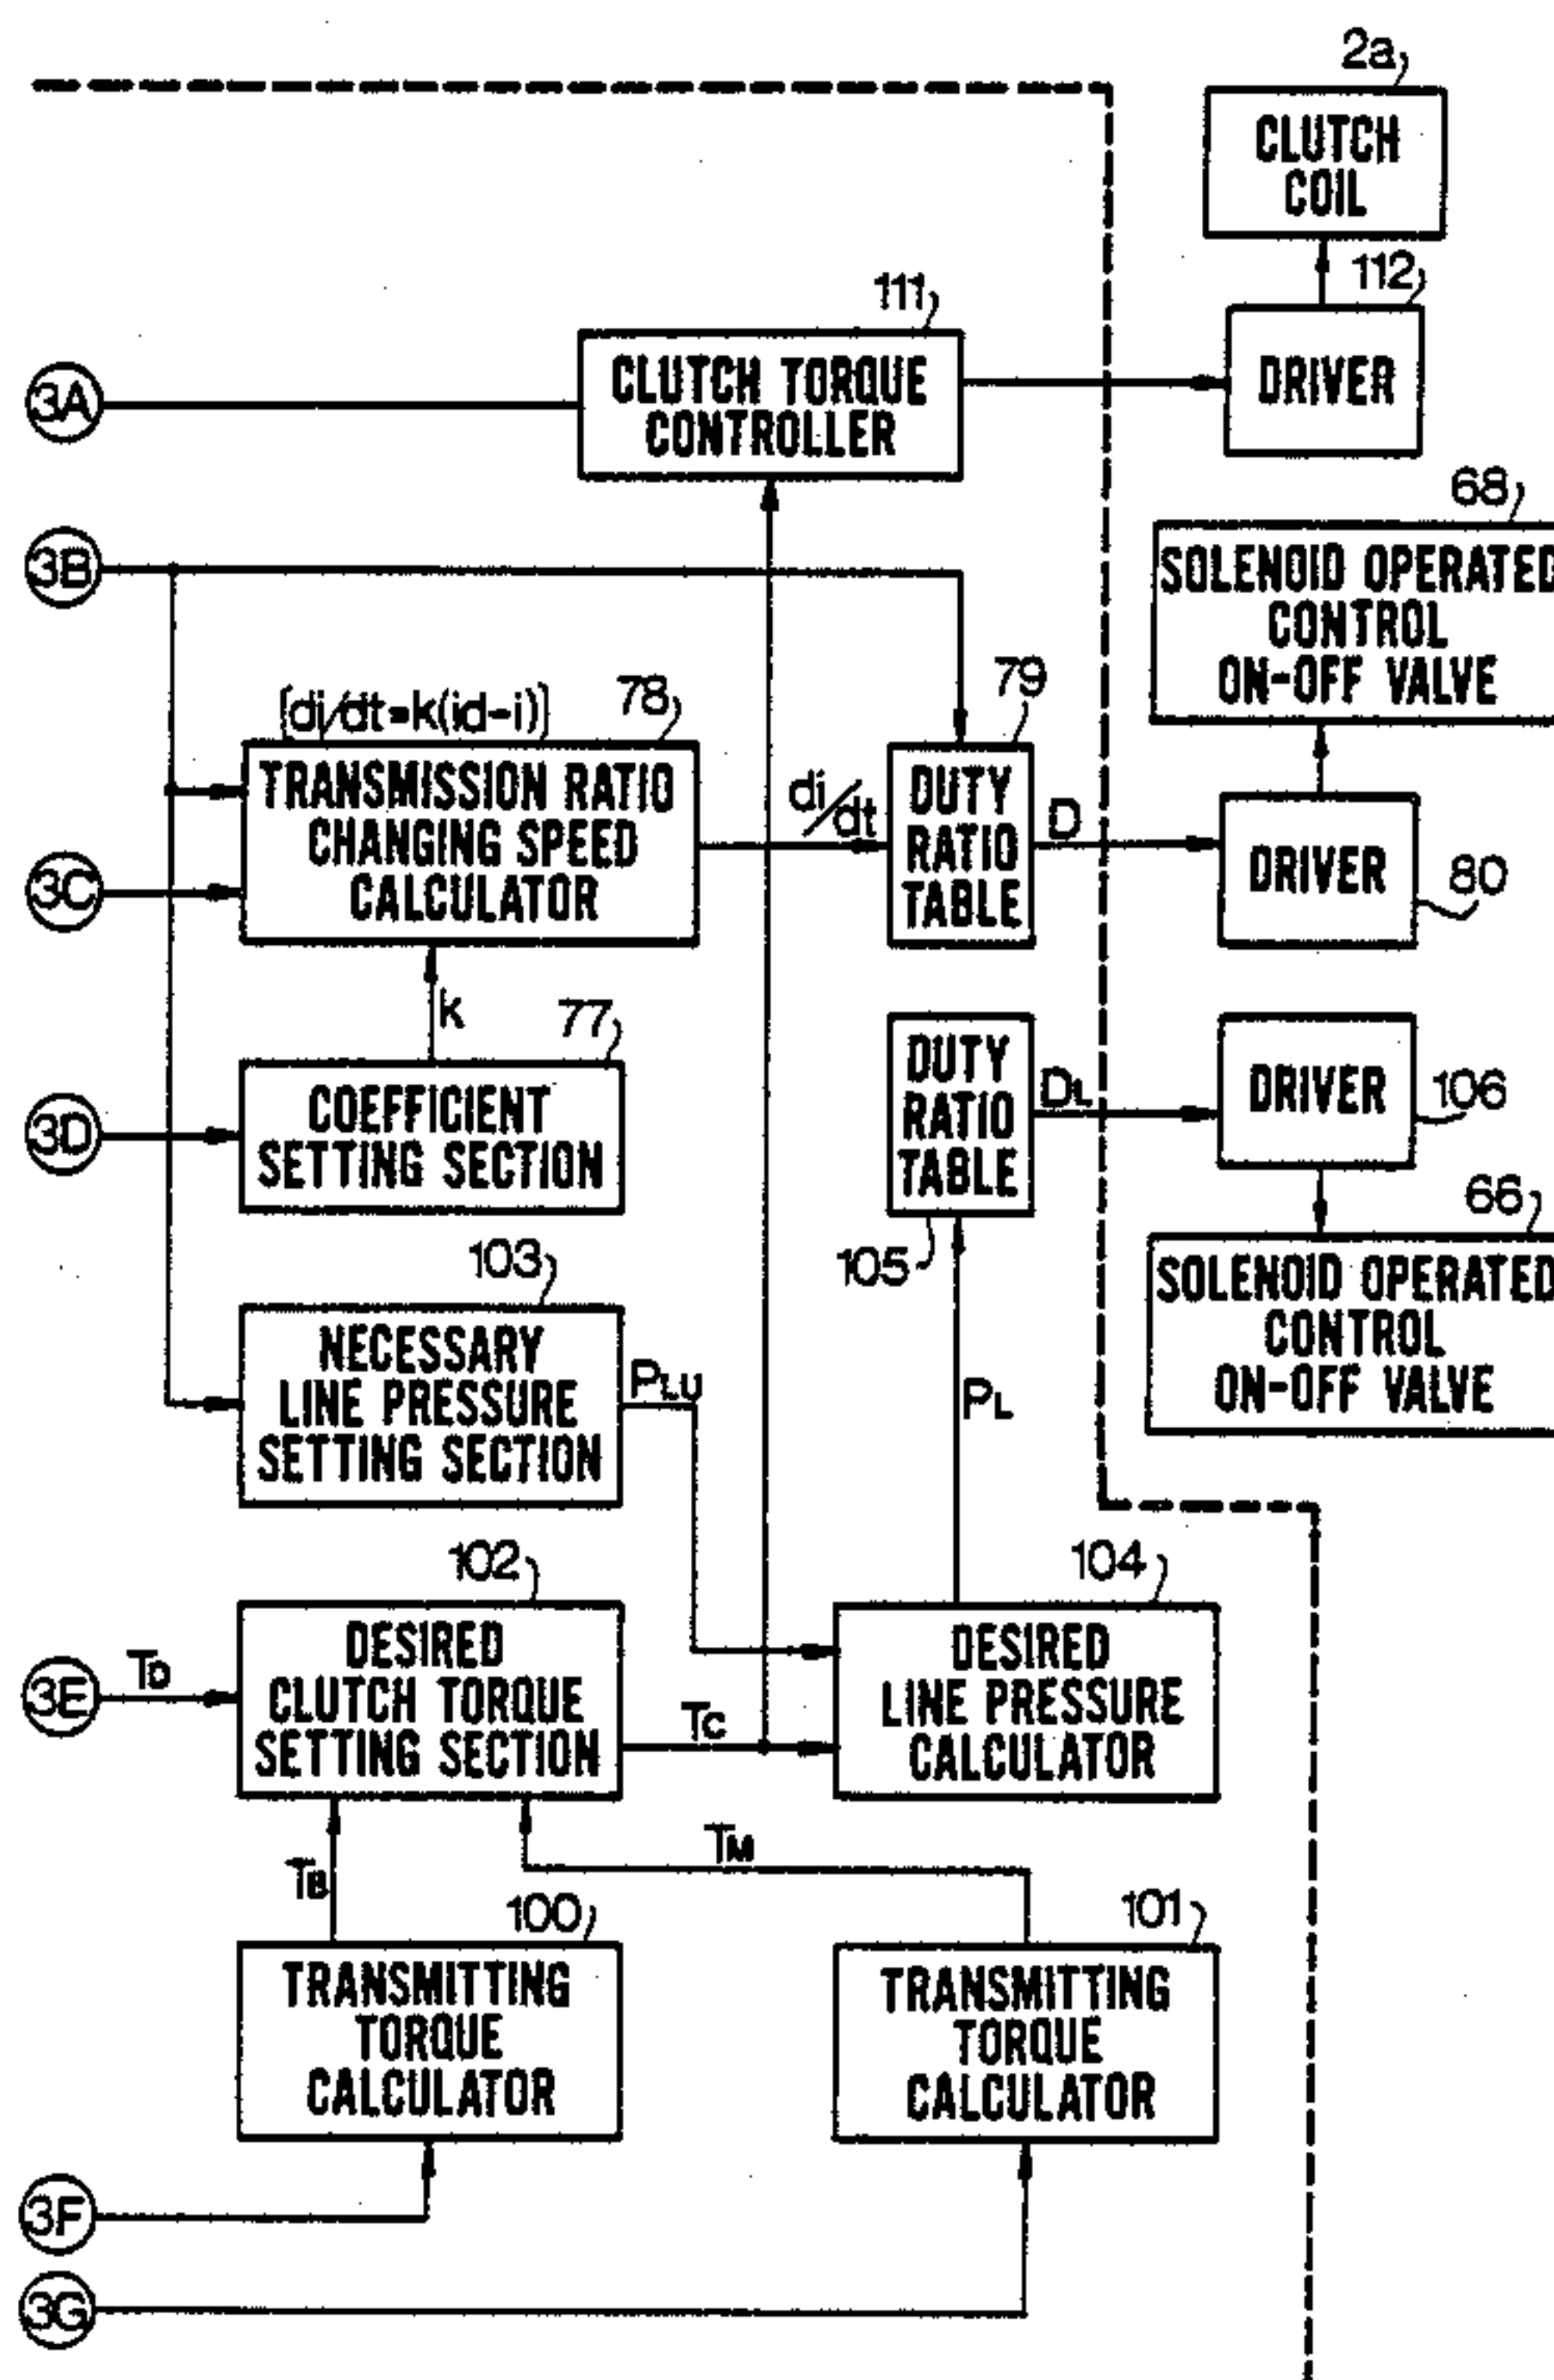 2a
CLUTCH
COIL
112
111
CLUTCH TORQUE
CONTROLLER
DRIVER
3A
68
SOLENOID OPERATED
CONTROL
ON-OFF VALVE
3B
[di/dt=k(id-i)]
78
79
TRANSMISSION RATIO
CHANGING SPEED
CALCULATOR
di/dt
DUTY
RATIO
TABLE
D
DRIVER
80
3C
k
77
COEFFICIENT
SETTING SECTION
3D
DUTY
RATIO
TABLE
DL
DRIVER
106
105
66
SOLENOID OPERATED
CONTROL
ON-OFF VALVE
103
NECESSARY
LINE PRESSURE
SETTING SECTION
PLU
PL
102
104
3E
TD
DESIRED
CLUTCH TORQUE
SETTING SECTION
TC
DESIRED
LINE PRESSURE
CALCULATOR
TB
TM
100
101
TRANSMITTING
TORQUE
CALCULATOR
TRANSMITTING
TORQUE
CALCULATOR
3F
3G